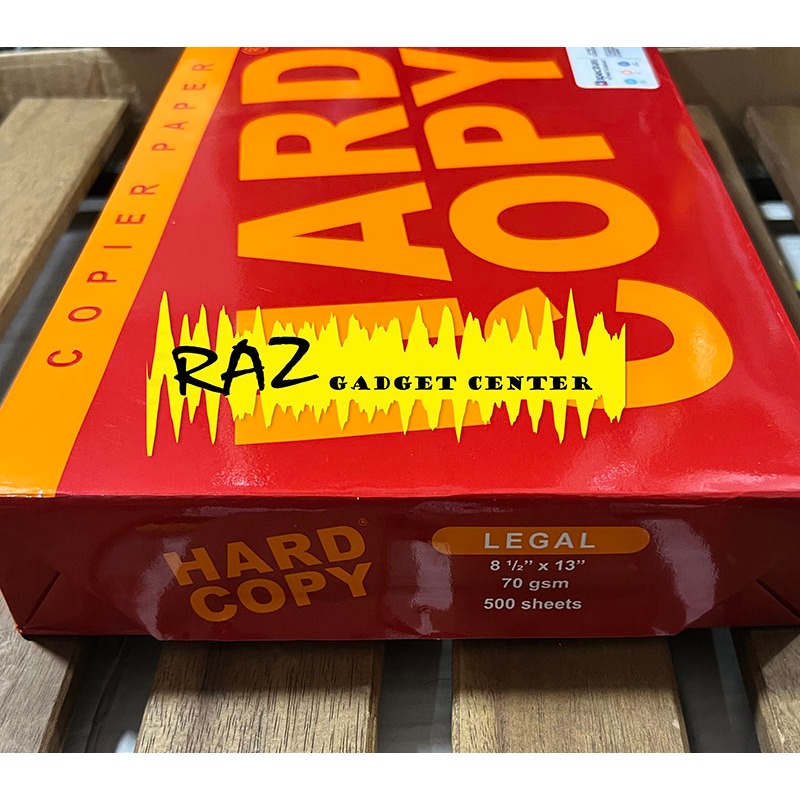 COPIER PAPER
HARD
COPY
RAZ GADGET CENTER
HARD®
COPY
LEGAL
8 ½” x 13”
70 gsm
500 sheets